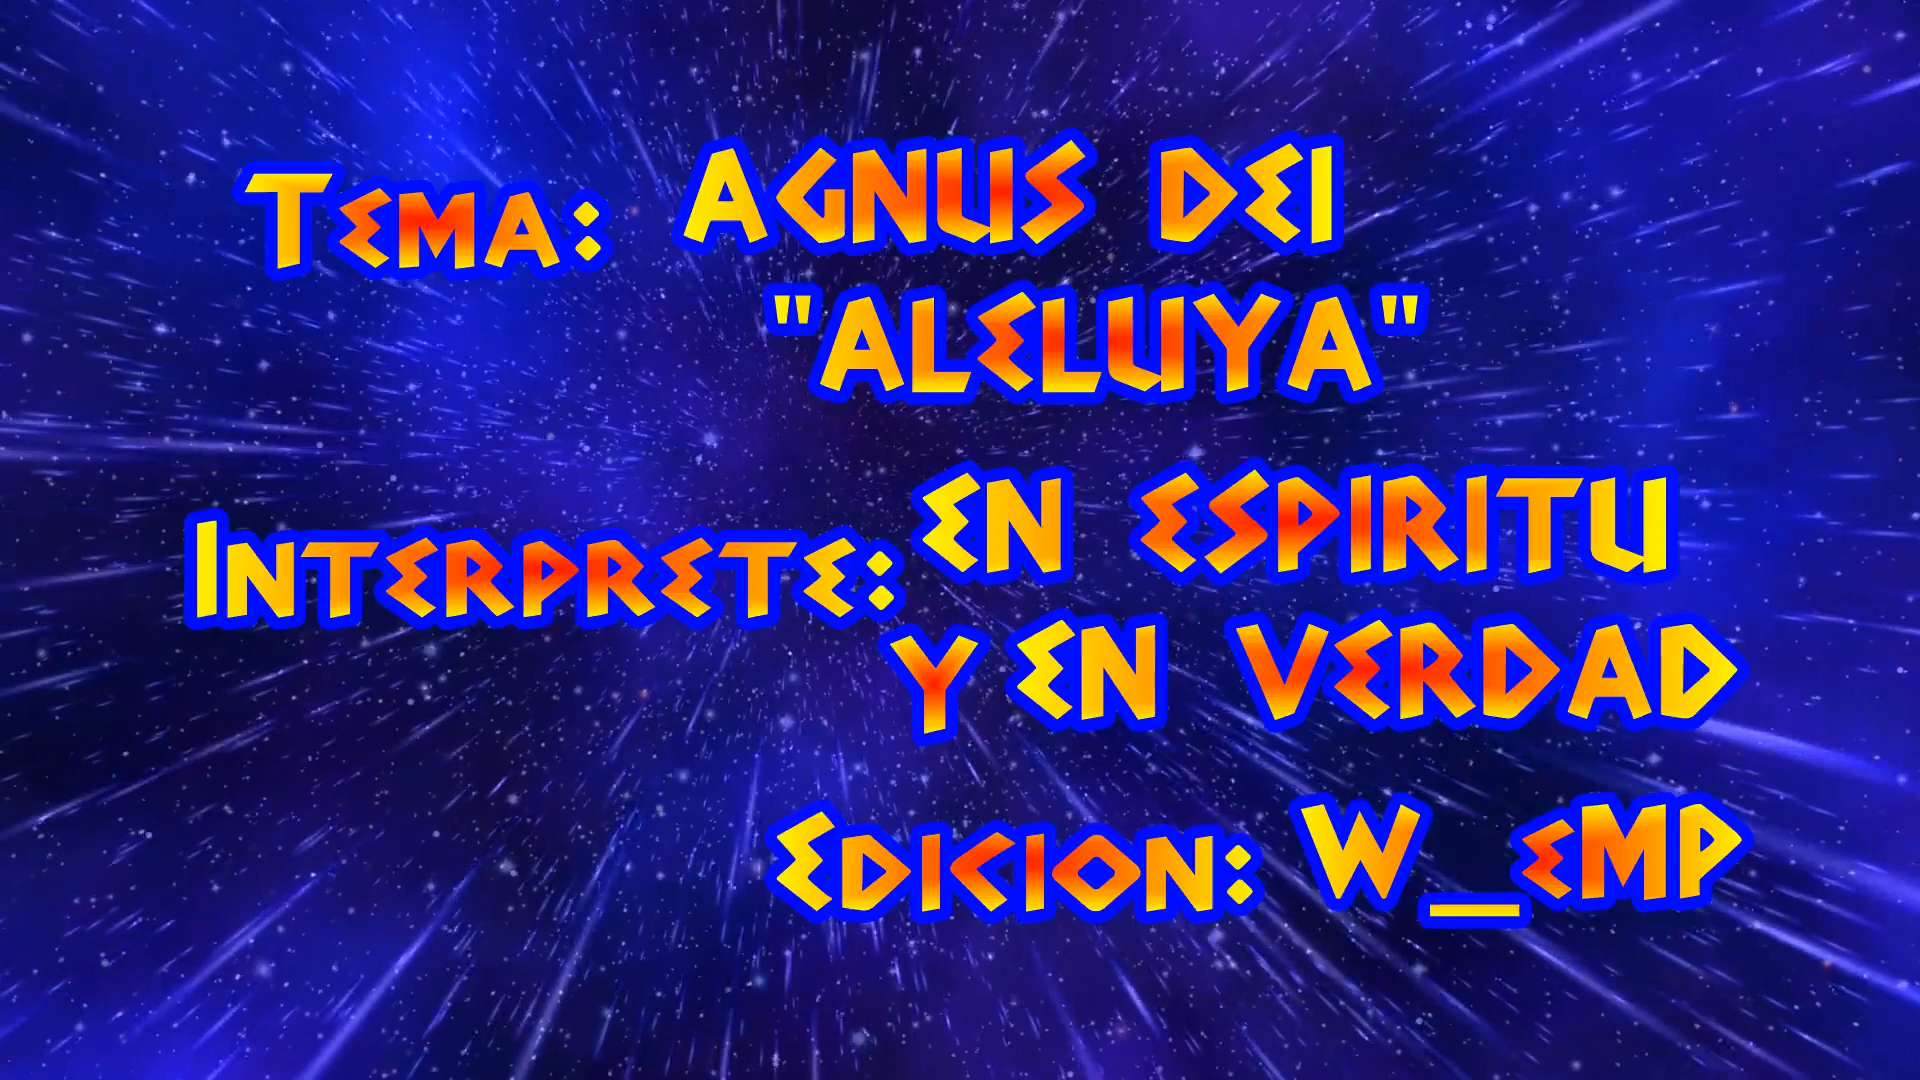 Tema: AGNUS DEI
"ALELUYA"
Interprete: EN ESPIRITU
Y EN VERDAD
Edicion: W_EMP